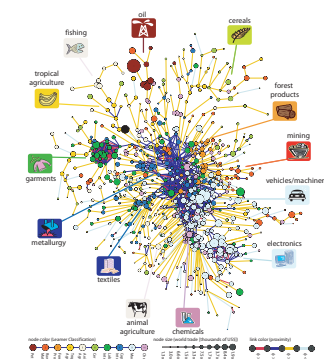 oil
fishing
cereals
tropical
agriculture
forest
products
mining
garments
vehicles/machinery
metallurgy
electronics
textiles
animal
agriculture
chemicals
node color (Leamer Classification)
node size (world trade [thousands of US$])
link color (proximity)